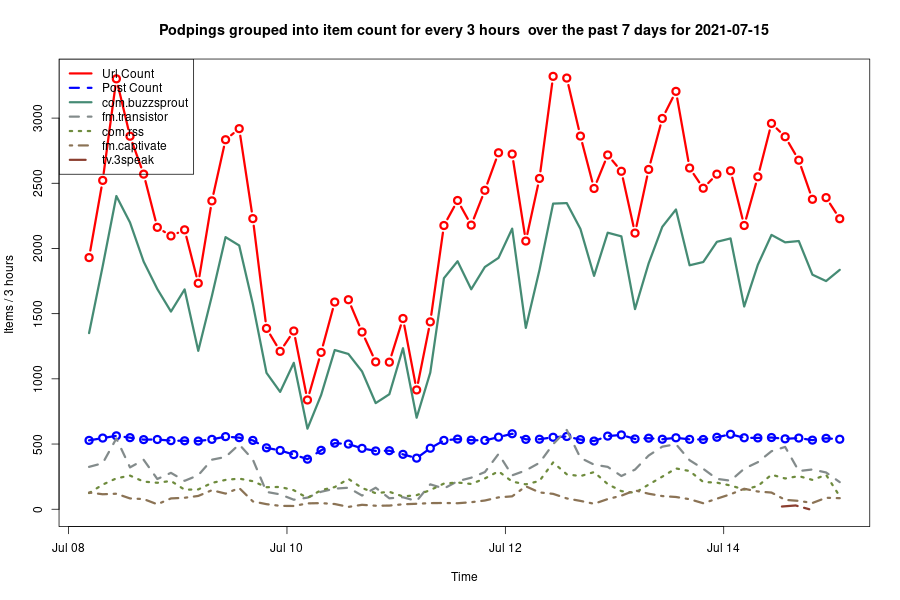 Podpings grouped into item count for every 3 hours  over the past 7 days for 2021-07-15
Url Count
Post Count
com.buzzsprout
fm.transistor
com.rss
fm.captivate
tv.3speak
Items / 3 hours
3000
2500
2000
1500
1000
500
0
Jul 08
Jul 10
Jul 12
Jul 14
Time